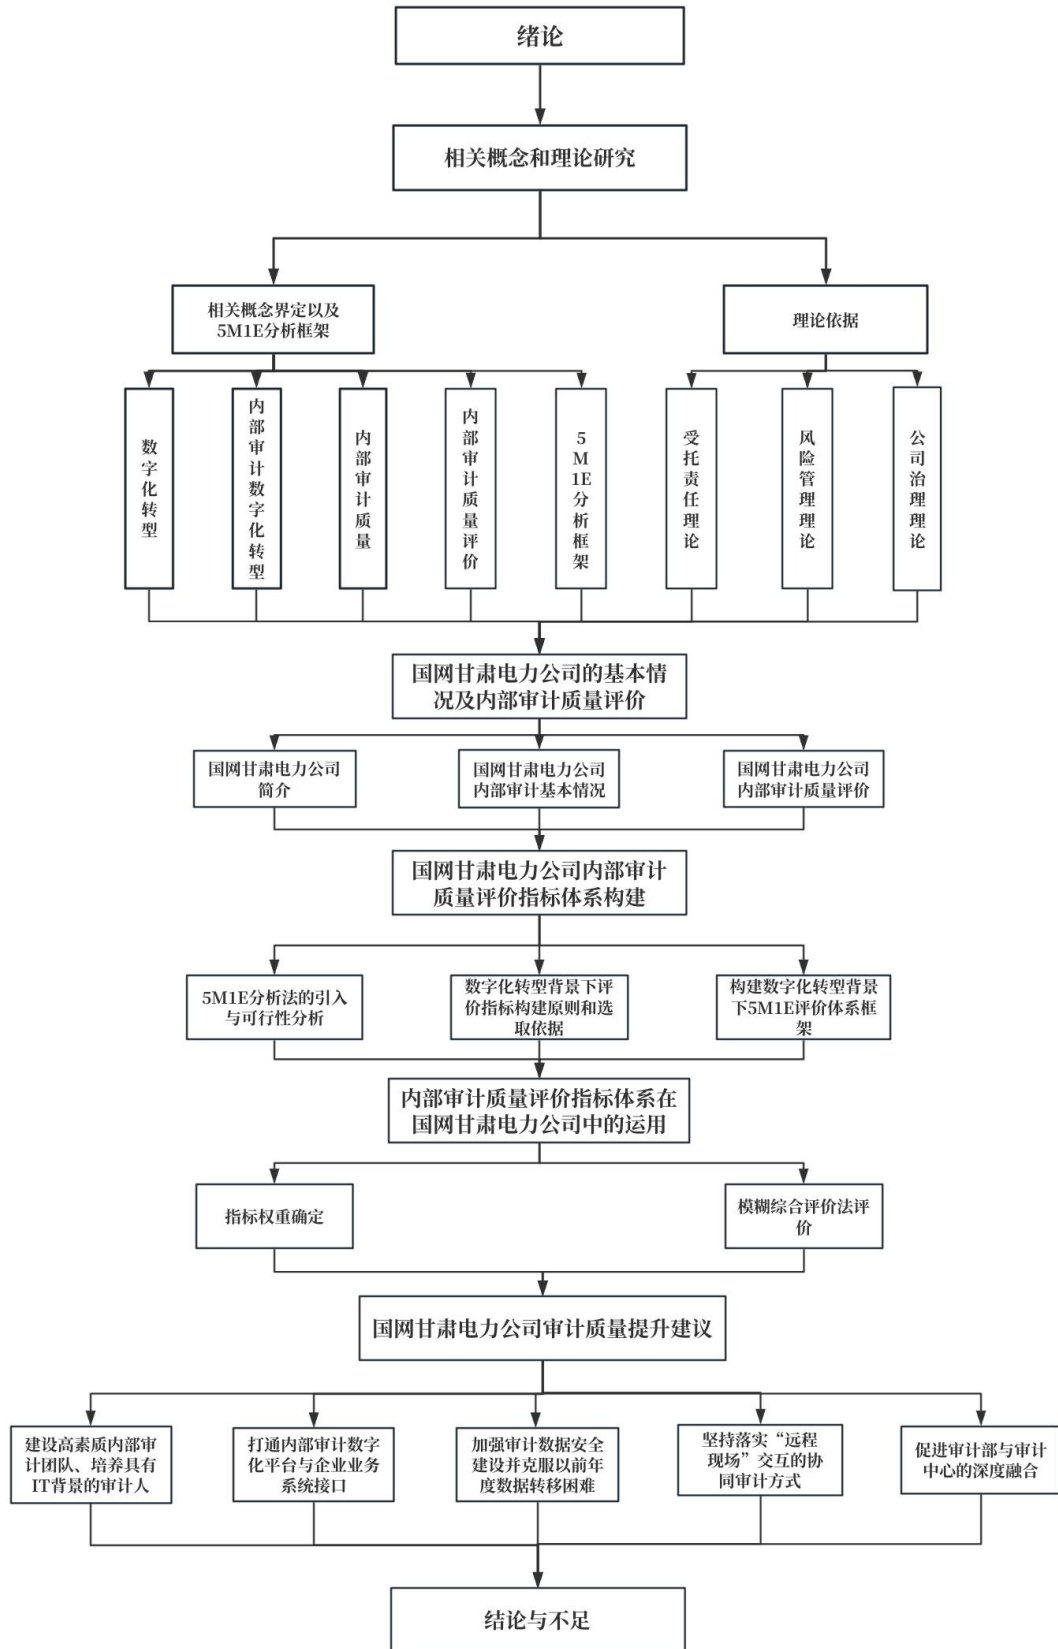 绪论
相关概念和理论研究
相关概念界定以及
5M1E分析框架
理论依据
数字化转型
内部审计数字化转型
内部审计质量
内部审计质量评价
5M1E分析框架
受托责任理论
风险管理理论
公司治理理论
国网甘肃电力公司的基本情
况及内部审计质量评价
国网甘肃电力公司
简介
国网甘肃电力公司
内部审计基本情况
国网甘肃电力公司
内部审计质量评价
国网甘肃电力公司内部审计
质量评价指标体系构建
5M1E分析法的引入
与可行性分析
数字化转型背景下评
价指标构建原则和选
取依据
构建数字化转型背景
下5M1E评价体系框
架
内部审计质量评价指标体系在
国网甘肃电力公司中的运用
指标权重确定
模糊综合评价法评
价
国网甘肃电力公司审计质量提升建议
建设高素质内部审
计团队、培养具有
IT背景的审计人
打通内部审计数字
化平台与企业业务
系统接口
加强审计数据安全
建设并克服以前年
度数据转移困难
坚持落实“远程
现场”交互的协
同审计方式
促进审计部与审计
中心的深度融合
结论与不足